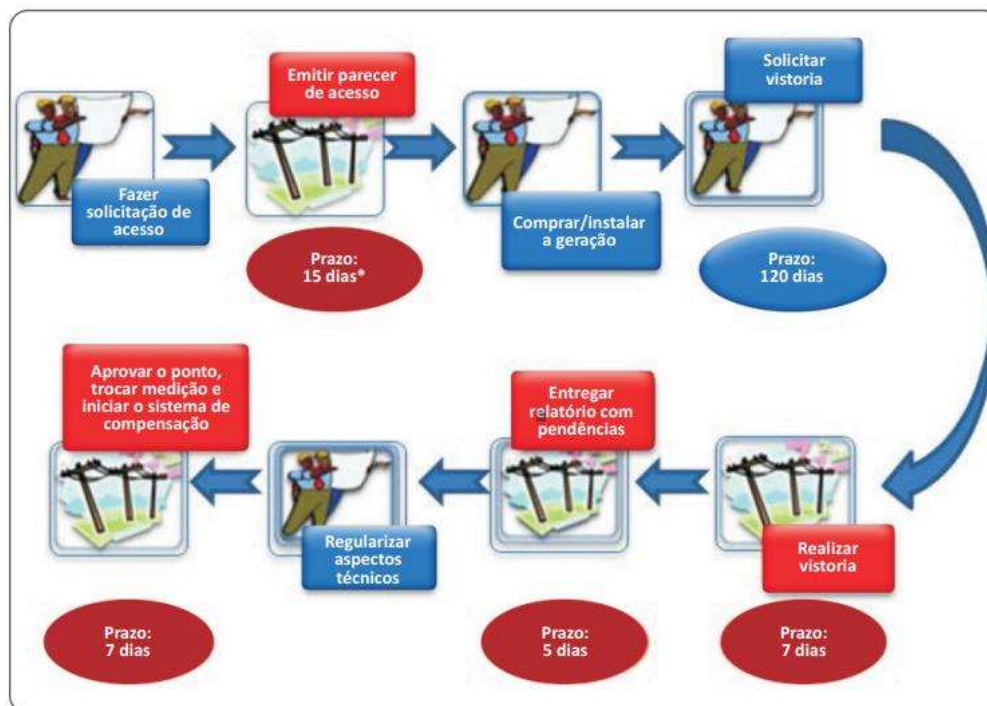 Fazer
solicitação de
acesso
Emitir parecer
de acesso
Prazo:
15 dias*
Comprar/instalar
a geração
Solicitar
vistoria
Prazo:
120 dias
Realizar
vistoria
Prazo:
7 dias
Entregar
relatório com
pendências
Prazo:
5 dias
Regularizar
aspectos
técnicos
Aprovar o ponto,
trocar medição e
iniciar o sistema de
compensação
Prazo:
7 dias